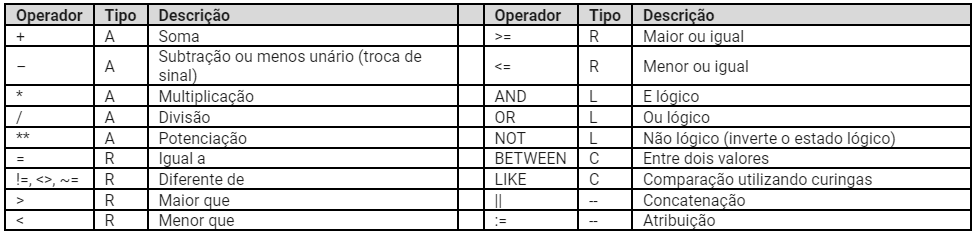 Operador Tipo Descrição Operador Tipo Descrição
+ A Soma >= R Maior ou igual
– A Subtração ou menos unário (troca de sinal) <= R Menor ou igual
* A Multiplicação AND L E lógico
/ A Divisão OR L Ou lógico
** A Potenciação NOT L Não lógico (inverte o estado lógico)
= R Igual a BETWEEN C Entre dois valores
!=, <>, ~= R Diferente de LIKE C Comparação utilizando curingas
> R Maior que || -- Concatenação
< R Menor que := -- Atribuição